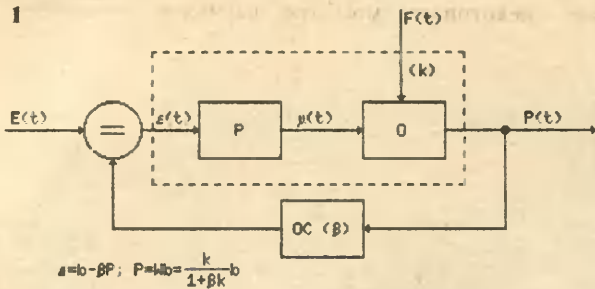 1
F(t)
(k)
E(t)
=
ε(t)
P
μ(t)
O
P(t)
OC (β)
ε=b-βP; P=Wb=k/(1+βk) b